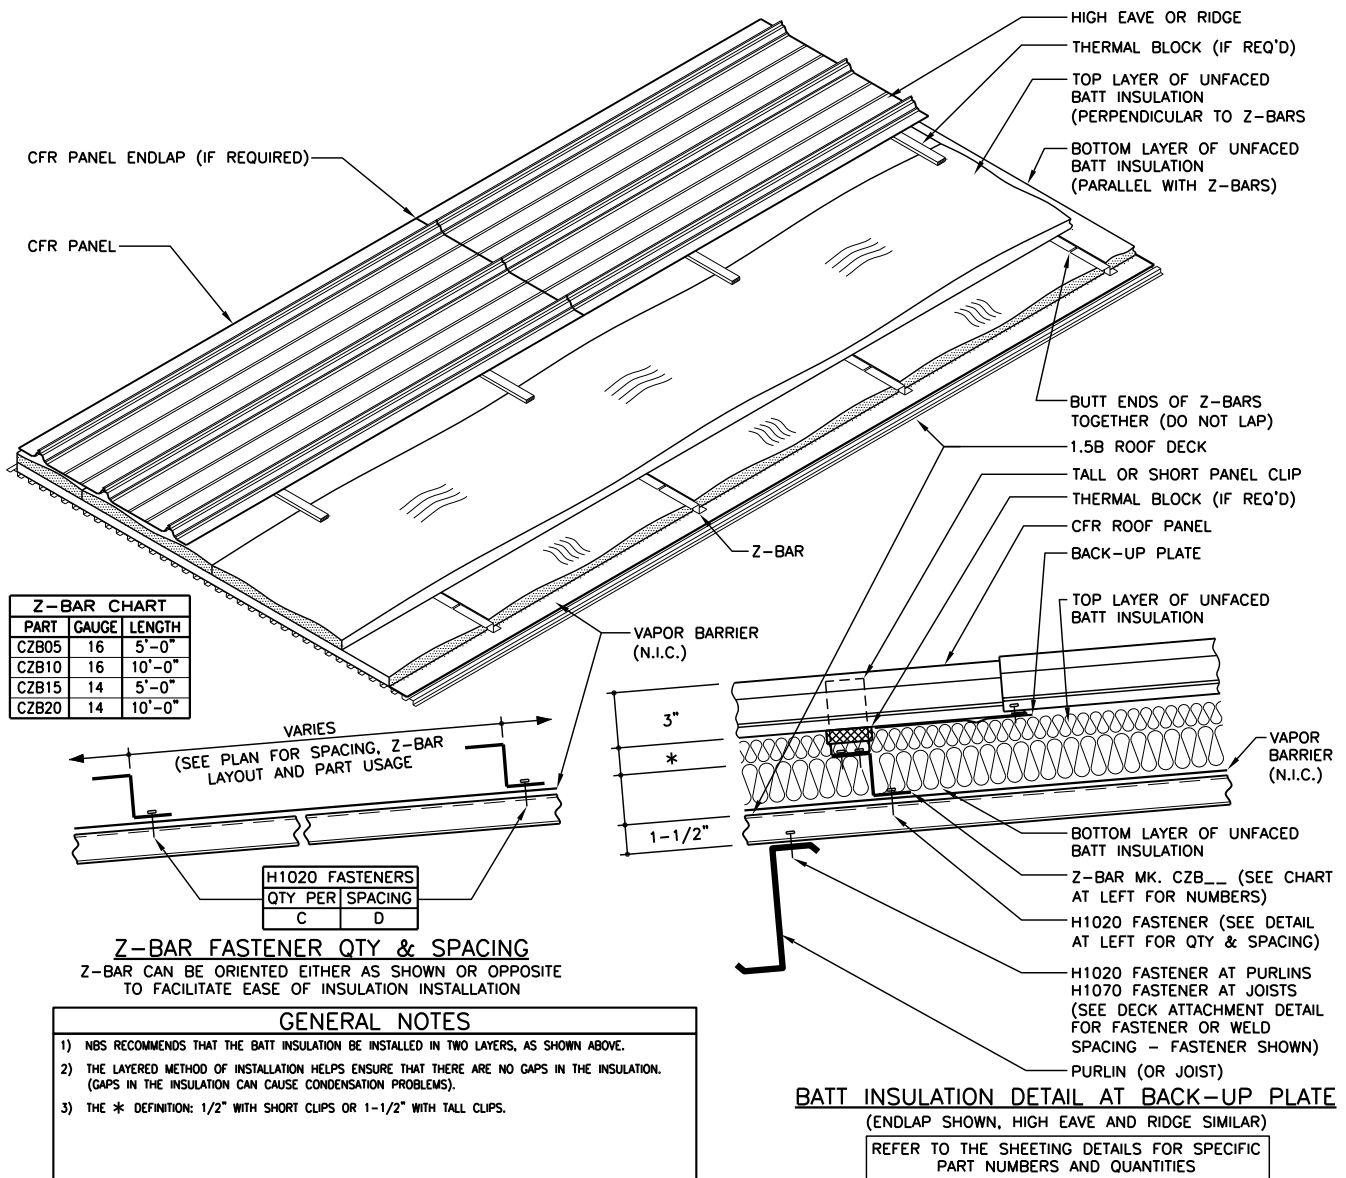 HIGH EAVE OR RIDGE
THERMAL BLOCK (IF REQ'D)
TOP LAYER OF UNFACED
BATT INSULATION
(PERPENDICULAR TO Z-BARS
BOTTOM LAYER OF UNFACED
BATT INSULATION
(PARALLEL WITH Z-BARS)
CFR PANEL ENDLAP (IF REQUIRED)
CFR PANEL
BUTT ENDS OF Z-BARS
TOGETHER (DO NOT LAP)
1.5B ROOF DECK
TALL OR SHORT PANEL CLIP
THERMAL BLOCK (IF REQ'D)
CFR ROOF PANEL
BACK-UP PLATE
TOP LAYER OF UNFACED
BATT INSULATION
Z-BAR
VAPOR BARRIER
(N.I.C.)
Z-BAR CHART
PART GAUGE LENGTH
CZB05 16 5'-0"
CZB10 16 10'-0"
CZB15 14 5'-0"
CZB20 14 10'-0"
VARIES
(SEE PLAN FOR SPACING, Z-BAR
LAYOUT AND PART USAGE
3"
*
1-1/2"
VAPOR
BARRIER
(N.I.C.)
H1020 FASTENERS
QTY PER SPACING
C D
Z-BAR FASTENER QTY & SPACING
Z-BAR CAN BE ORIENTED EITHER AS SHOWN OR OPPOSITE
TO FACILITATE EASE OF INSULATION INSTALLATION
BOTTOM LAYER OF UNFACED
BATT INSULATION
Z-BAR MK. CZB__ (SEE CHART
AT LEFT FOR NUMBERS)
H1020 FASTENER (SEE DETAIL
AT LEFT FOR QTY & SPACING)
H1020 FASTENER AT PURLINS
H1070 FASTENER AT JOISTS
(SEE DECK ATTACHMENT DETAIL
FOR FASTENER OR WELD
SPACING - FASTENER SHOWN)
PURLIN (OR JOIST)
GENERAL NOTES
1) NBS RECOMMENDS THAT THE BATT INSULATION BE INSTALLED IN TWO LAYERS, AS SHOWN ABOVE.
2) THE LAYERED METHOD OF INSTALLATION HELPS ENSURE THAT THERE ARE NO GAPS IN THE INSULATION.
(GAPS IN THE INSULATION CAN CAUSE CONDENSATION PROBLEMS).
3) THE * DEFINITION: 1/2" WITH SHORT CLIPS OR 1-1/2" WITH TALL CLIPS.
BATT INSULATION DETAIL AT BACK-UP PLATE
(ENDLAP SHOWN, HIGH EAVE AND RIDGE SIMILAR)
REFER TO THE SHEETING DETAILS FOR SPECIFIC
PART NUMBERS AND QUANTITIES